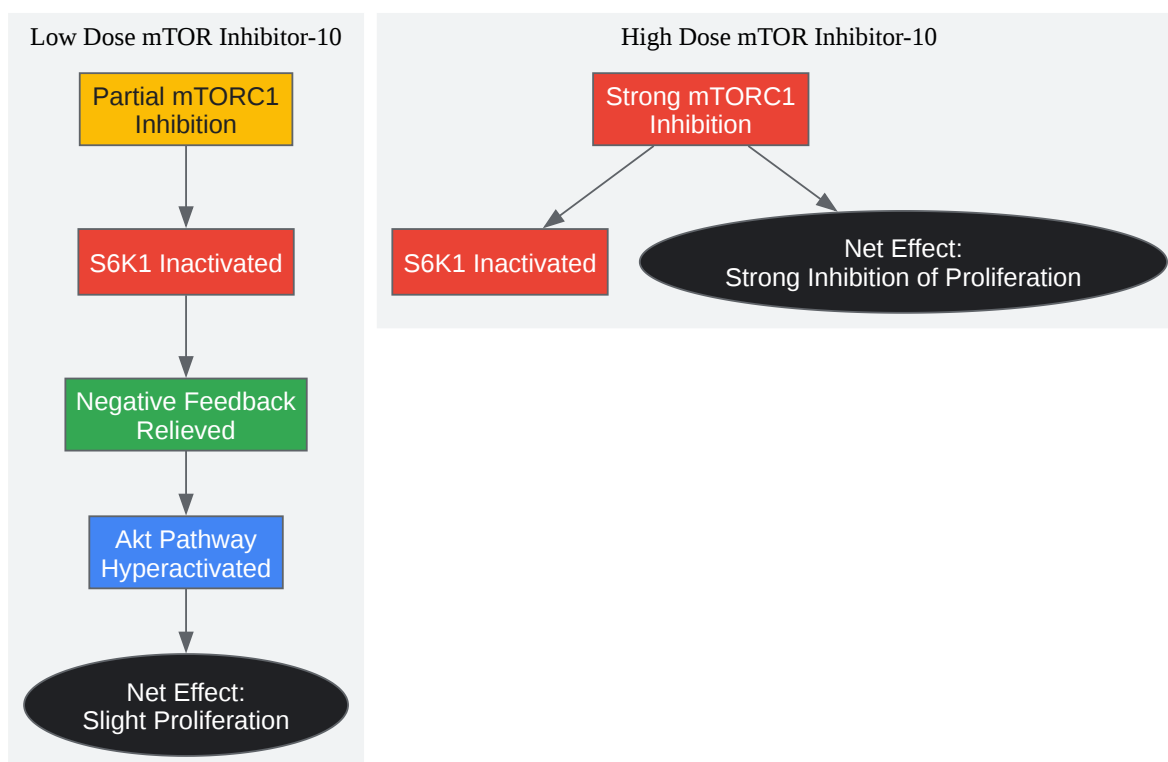 Low Dose mTOR Inhibitor-10
Partial mTORC1
Inhibition
S6K1 Inactivated
Negative Feedback
Relieved
Akt Pathway
Hyperactivated
Net Effect:
Slight Proliferation
High Dose mTOR Inhibitor-10
Strong mTORC1
Inhibition
S6K1 Inactivated
Net Effect:
Strong Inhibition of Proliferation